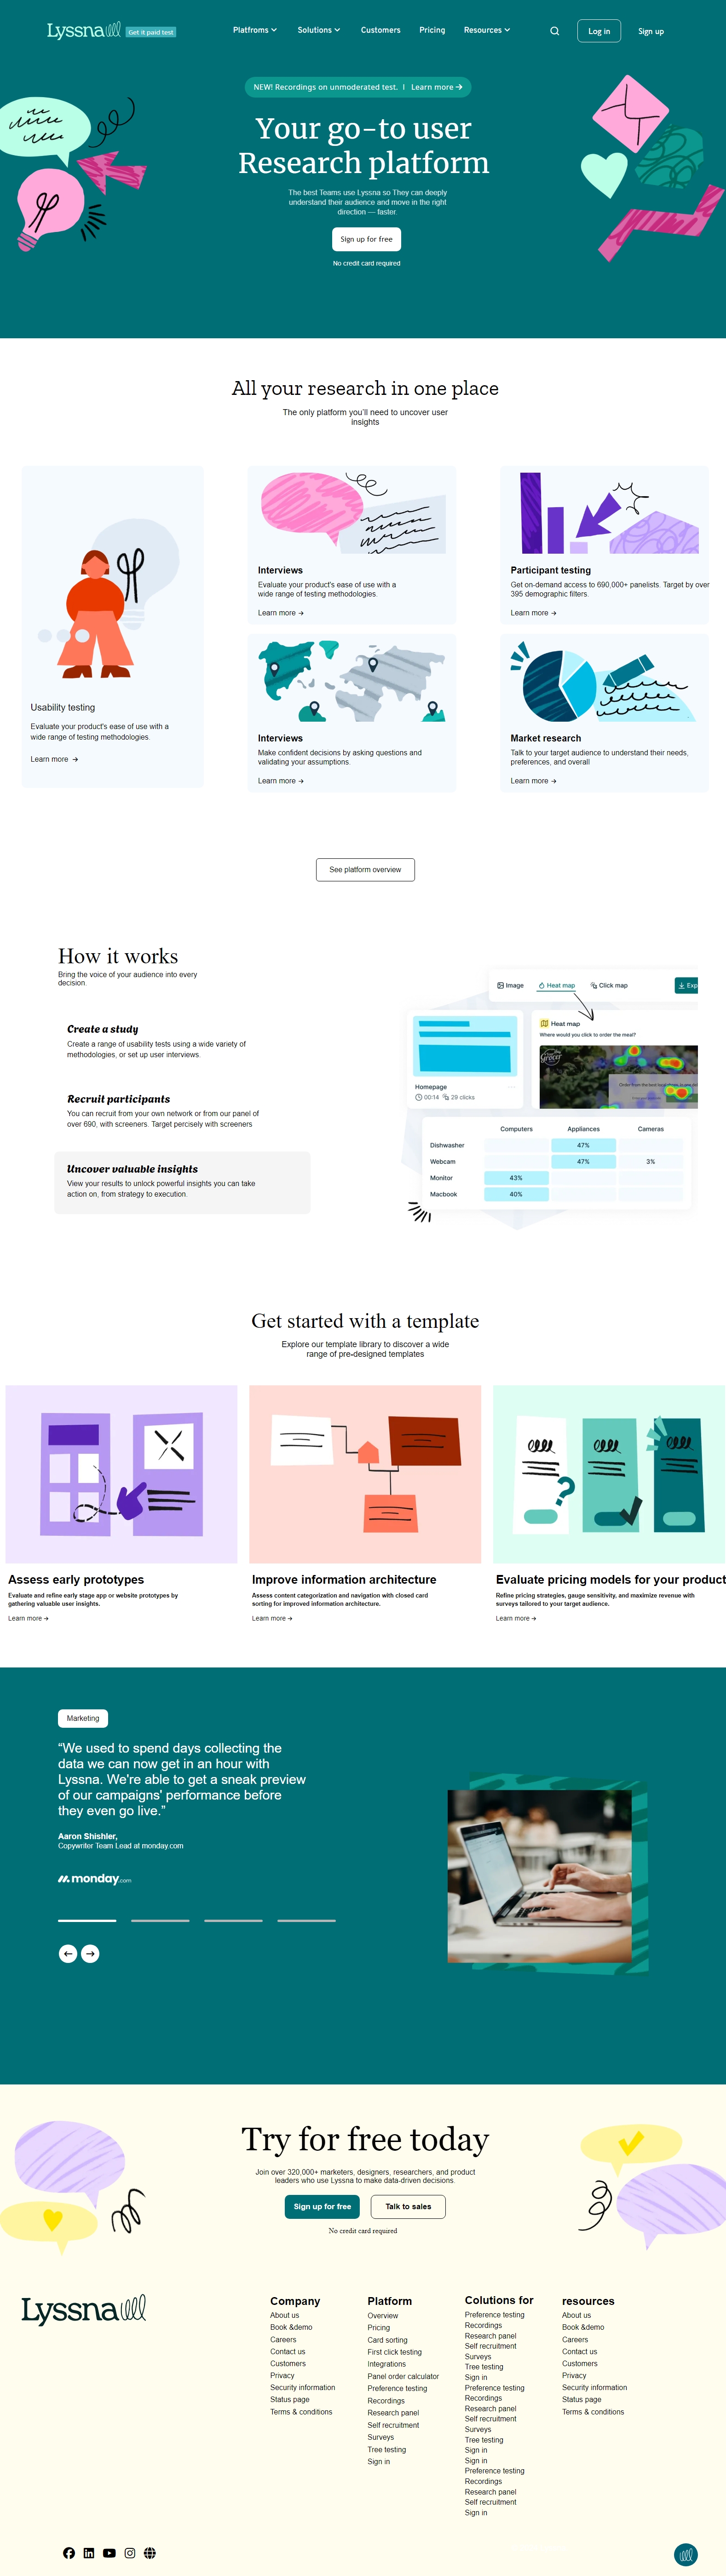 Lyssna Get it paid test
Platfroms Solutions Customers Pricing Resources Log in Sign up
NEW! Recordings on unmoderated test. | Learn more →
Your go-to user
Research platform
The best Teams use Lyssna so They can deeply
understand their audience and move in the right
direction — faster.
Sign up for free
No credit card required
All your research in one place
The only platform you'll need to uncover user
insights
Usability testing
Evaluate your product's ease of use with a
wide range of testing methodologies.
Learn more →
Interviews
Evaluate your product's ease of use with a
wide range of testing methodologies.
Learn more →
Participant testing
Get on-demand access to 690,000+ panelists. Target by over
395 demographic filters.
Learn more →
Interviews
Make confident decisions by asking questions and
validating your assumptions.
Learn more →
Market research
Talk to your target audience to understand their needs,
preferences, and overall
Learn more →
See platform overview
How it works
Bring the voice of your audience into every
decision.
Create a study
Create a range of usability tests using a wide variety of
methodologies, or set up user interviews.
Recruit participants
You can recruit from your own network or from our panel of
over 690, with screeners. Target percisely with screeners
Uncover valuable insights
View your results to unlock powerful insights you can take
action on, from strategy to execution.
Image Heat map Click map Exp
Homepage
00:14 29 clicks
Heat map
Where would you click to order the meal?
Grocer
Computers Appliances Cameras
Dishwasher 47%
Webcam 47% 3%
Monitor 43%
Macbook 40%
Get started with a template
Explore our template library to discover a wide
range of pre-designed templates
Assess early prototypes
Evaluate and refine early stage app or website prototypes by
gathering valuable user insights.
Learn more →
Improve information architecture
Assess content categorization and navigation with closed card
sorting for improved information architecture.
Learn more →
Evaluate pricing models for your product
Refine pricing strategies, gauge sensitivity, and maximize revenue with
surveys tailored to your target audience.
Learn more →
Marketing
“We used to spend days collecting the
data we can now get in an hour with
Lyssna. We're able to get a sneak preview
of our campaigns' performance before
they even go live.”
Aaron Shishler,
Copywriter Team Lead at monday.com
monday.com
Try for free today
Join over 320,000+ marketers, designers, researchers, and product
leaders who use Lyssna to make data-driven decisions.
Sign up for free
Talk to sales
No credit card required
Lyssna
Company
About us
Book &demo
Careers
Contact us
Customers
Privacy
Security information
Status page
Terms & conditions
Platform
Overview
Pricing
Card sorting
First click testing
Integrations
Panel order calculator
Preference testing
Recordings
Research panel
Self recruitment
Surveys
Tree testing
Sign in
Colutions for
Preference testing
Recordings
Research panel
Self recruitment
Surveys
Tree testing
Sign in
Preference testing
Recordings
Research panel
Self recruitment
Surveys
Tree testing
Sign in
Sign in
Preference testing
Recordings
Research panel
Self recruitment
Sign in
resources
About us
Book &demo
Careers
Contact us
Customers
Privacy
Security information
Status page
Terms & conditions